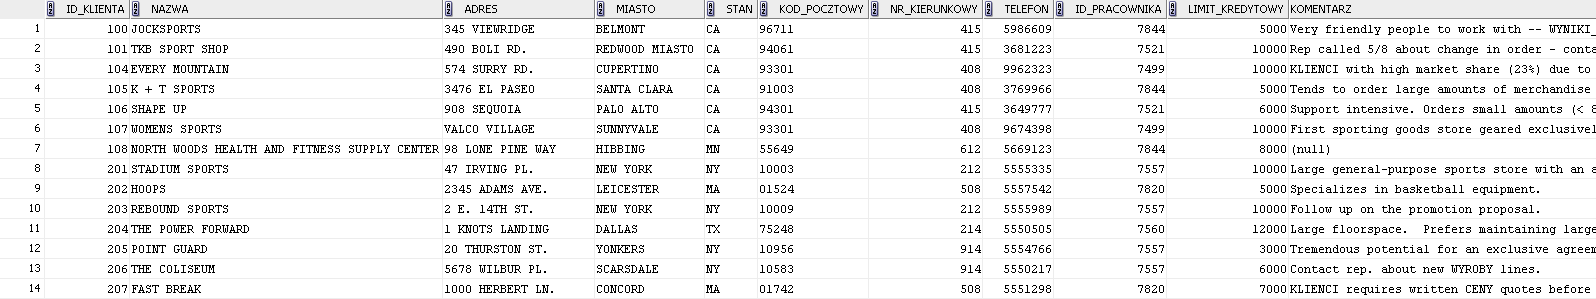 ID_KLIENTA NAZWA ADRES MIASTO STAN KOD_POCZTOWY NR_KIERUNKOWY TELEFON ID_PRACOWNIKA LIMIT_KREDYTOWY KOMENTARZ
1 100 JOCKSPORTS 345 VIEWRIDGE BELMONT CA 96711 415 5986609 7844 5000 Very friendly people to work with -- WYNIKI_
2 101 TKB SPORT SHOP 490 BOLI RD. REDWOOD MIASTO CA 94061 415 3681223 7521 10000 Rep called 5/8 about change in order - conta
3 104 EVERY MOUNTAIN 574 SURRY RD. CUPERTINO CA 93301 408 9962323 7499 10000 KLIENCI with high market share (23%) due to
4 105 K + T SPORTS 3476 EL PASEO SANTA CLARA CA 91003 408 3769966 7844 5000 Tends to order large amounts of merchandise
5 106 SHAPE UP 908 SEQUOIA PALO ALTO CA 94301 415 3649777 7521 6000 Support intensive. Orders small amounts (< 8
6 107 WOMENS SPORTS VALCO VILLAGE SUNNYVALE CA 93301 408 9674398 7499 10000 First sporting goods store geared exclusivel
7 108 NORTH WOODS HEALTH AND FITNESS SUPPLY CENTER 98 LONE PINE WAY HIBBING MN 55649 612 5669123 7844 8000 (null)
8 201 STADIUM SPORTS 47 IRVING PL. NEW YORK NY 10003 212 5555335 7557 10000 Large general-purpose sports store with an a
9 202 HOOPS 2345 ADAMS AVE. LEICESTER MA 01524 508 5557542 7820 5000 Specializes in basketball equipment.
10 203 REBOUND SPORTS 2 E. 14TH ST. NEW YORK NY 10009 212 5555989 7557 10000 Follow up on the promotion proposal.
11 204 THE POWER FORWARD 1 KNOTS LANDING DALLAS TX 75248 214 5550505 7560 12000 Large floorspace.  Prefers maintaining large
12 205 POINT GUARD 20 THURSTON ST. YONKERS NY 10956 914 5554766 7557 3000 Tremendous potential for an exclusive agreem
13 206 THE COLISEUM 5678 WILBUR PL. SCARSDALE NY 10583 914 5550217 7557 6000 Contact rep. about new WYROBY lines.
14 207 FAST BREAK 1000 HERBERT LN. CONCORD MA 01742 508 5551298 7820 7000 KLIENCI requires written CENY quotes before